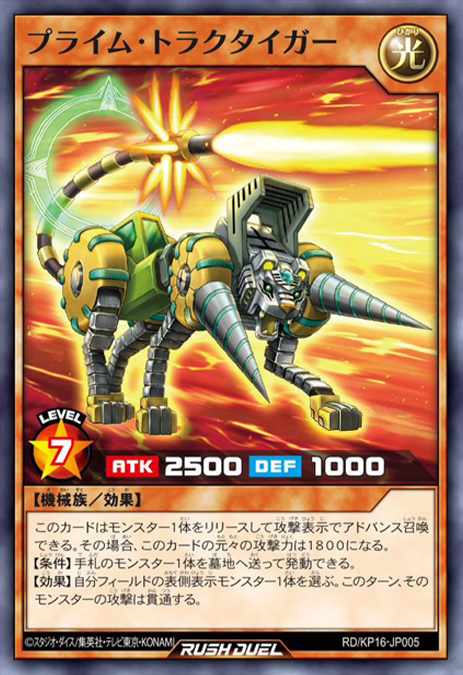 プライム・トラクタイガー
ひかり
光
LEVEL
7
ATK 2500 DEF 1000
【機械族/効果】
このカードはモンスター1体をリリースして攻撃表示でアドバンス召喚
できる。その場合、このカードの元々の攻撃力は1800になる。
【条件】手札のモンスター1体を墓地へ送って発動できる。
【効果】自分フィールドの表側表示モンスター1体を選ぶ。このターン、その
モンスターの攻撃は貫通する。
©スタジオ・ダイス/集英社・テレビ東京・KONAMI
RUSH DUEL
RD/KP16-JP005